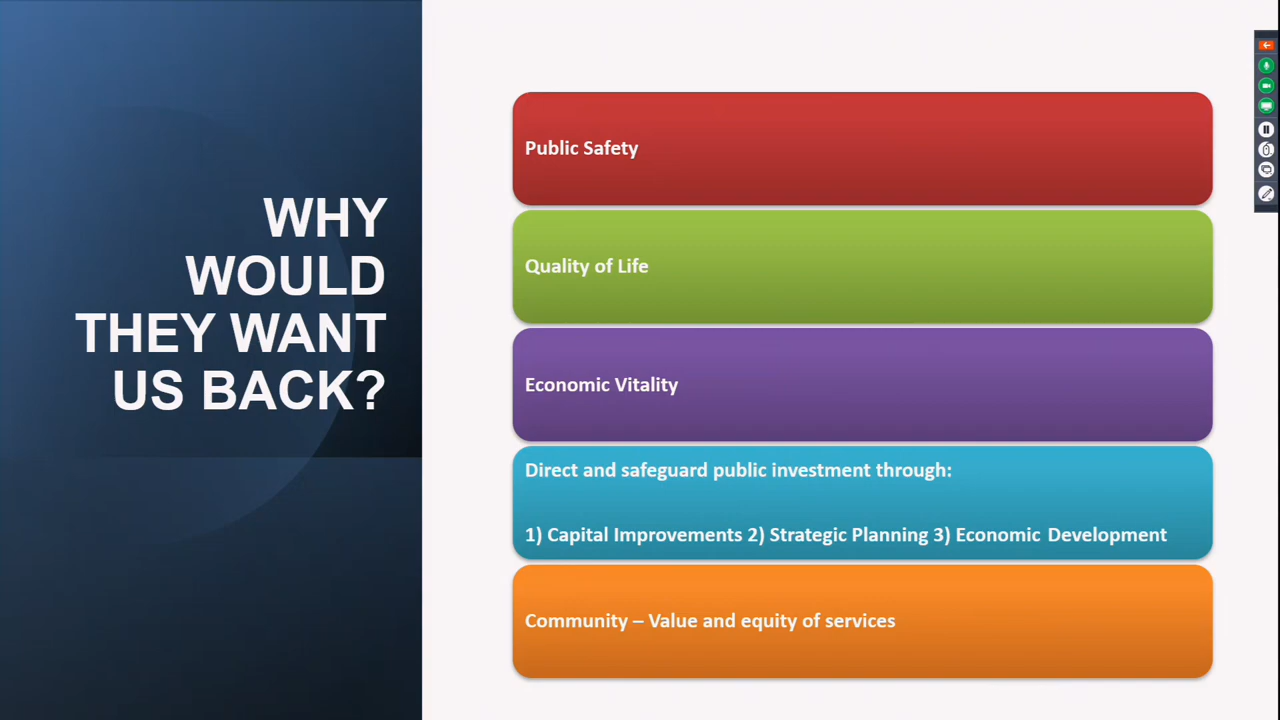 WHY
WOULD
THEY WANT
US BACK?
Public Safety
Quality of Life
Economic Vitality
Direct and safeguard public investment through:
1) Capital Improvements 2) Strategic Planning 3) Economic Development
Community – Value and equity of services